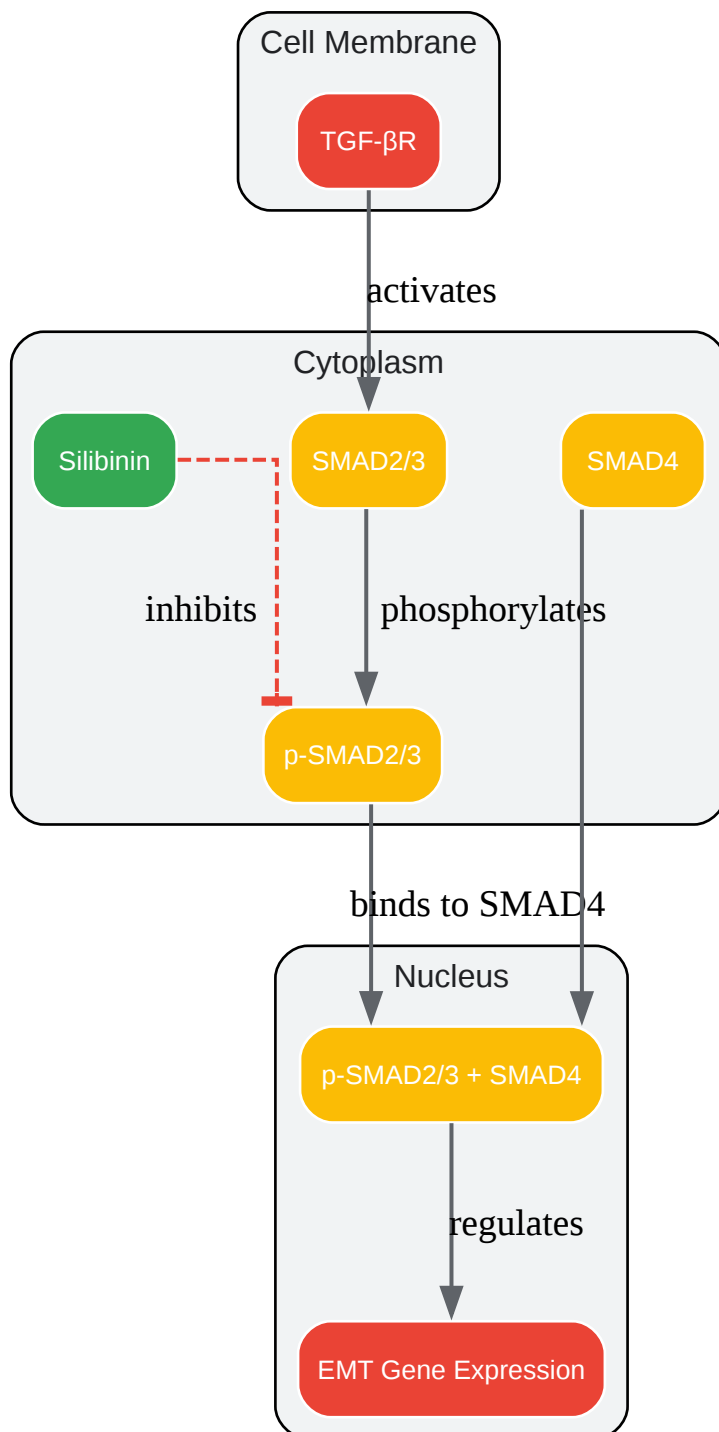 Cell Membrane
TGF-βR
activates
Cytoplasm
Silibinin
SMAD2/3
SMAD4
inhibits
phosphorylates
p-SMAD2/3
binds to SMAD4
Nucleus
p-SMAD2/3 + SMAD4
regulates
EMT Gene Expression